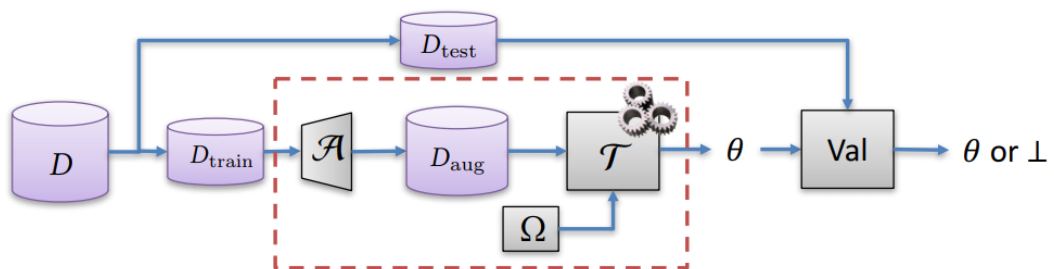 D
D_train
D_test
𝒜
D_aug
𝒯
Ω
θ
Val
θ or ⊥